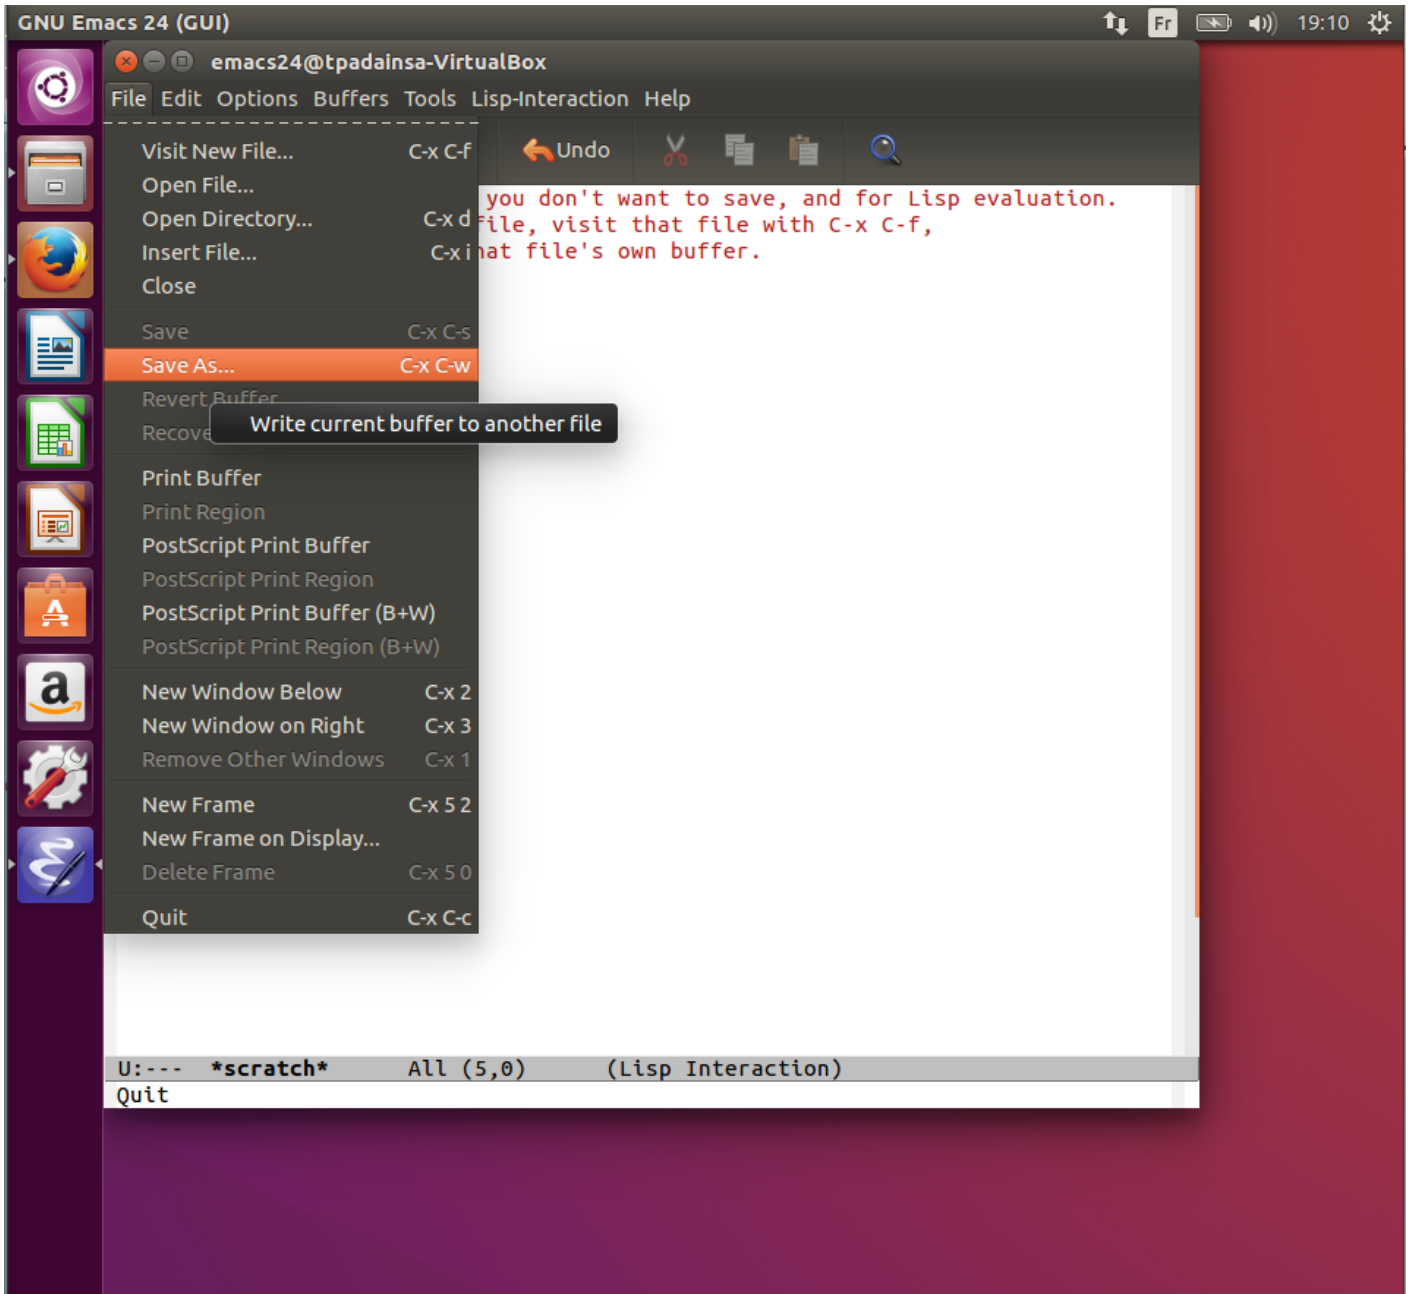 GNU Emacs 24 (GUI)
Fr
19:10
emacs24@tpadainsa-VirtualBox
File Edit Options Buffers Tools Lisp-Interaction Help
Visit New File... C-x C-f
Undo
Open File...
you don't want to save, and for Lisp evaluation.
Open Directory... C-x d
file, visit that file with C-x C-f,
Insert File... C-x i
hat file's own buffer.
Close
Save C-x C-s
Save As... C-x C-w
Revert Buffer
Write current buffer to another file
Recove
Print Buffer
Print Region
PostScript Print Buffer
PostScript Print Region
PostScript Print Buffer (B+W)
PostScript Print Region (B+W)
a
New Window Below C-x 2
New Window on Right C-x 3
Remove Other Windows C-x 1
New Frame C-x 5 2
New Frame on Display...
Delete Frame C-x 5 0
Quit C-x C-c
U:--- *scratch* All (5,0) (Lisp Interaction)
Quit